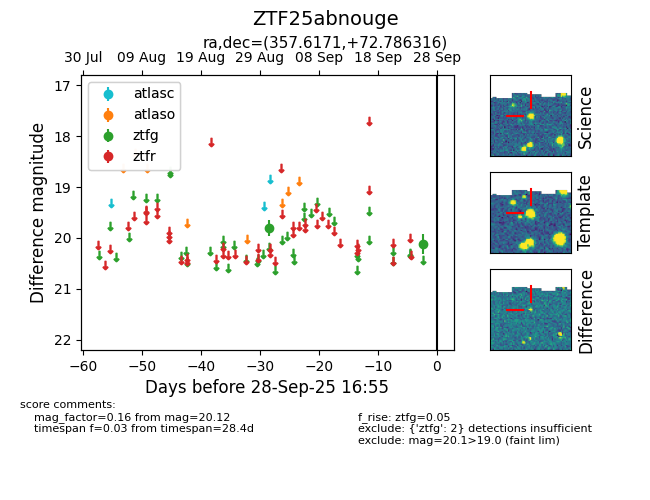 ZTF25abnouge
ra,dec=(357.6171,+72.786316)
30 Jul 09 Aug 19 Aug 29 Aug 08 Sep 18 Sep 28 Sep
17
18
19
20
21
22
Difference magnitude
atlasc
atlaso
ztfg
ztfr
−60 −50 −40 −30 −20 −10 0
Days before 28-Sep-25 16:55
Science
Template
Difference
score comments:
mag_factor=0.16 from mag=20.12
timespan f=0.03 from timespan=28.4d
f_rise: ztfg=0.05
exclude: {'ztfg': 2} detections insufficient
exclude: mag=20.1>19.0 (faint lim)